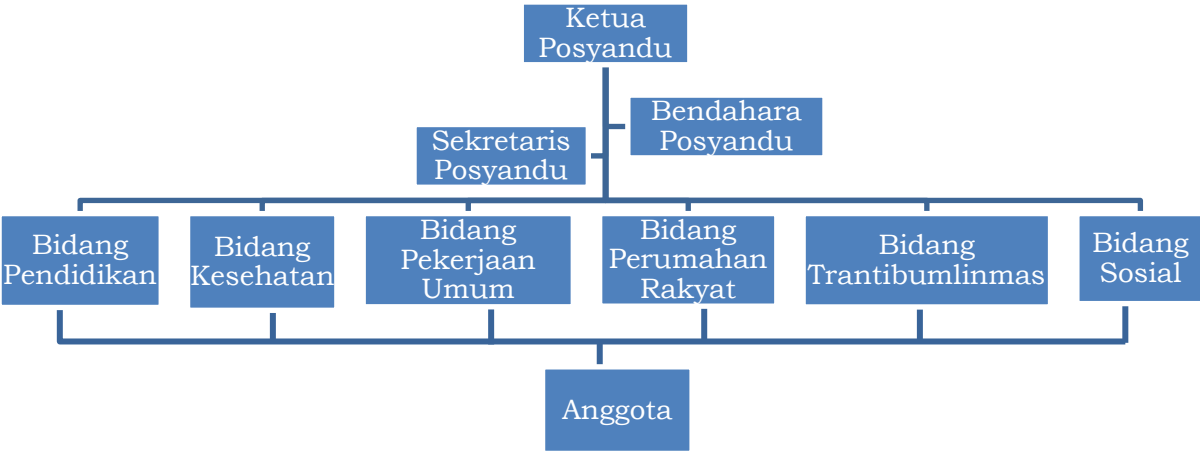 Ketua
Posyandu
Bendahara
Posyandu
Sekretaris
Posyandu
Bidang
Pendidikan
Bidang
Kesehatan
Bidang
Pekerjaan
Umum
Bidang
Perumahan
Rakyat
Bidang
Trantibumlinmas
Bidang
Sosial
Anggota